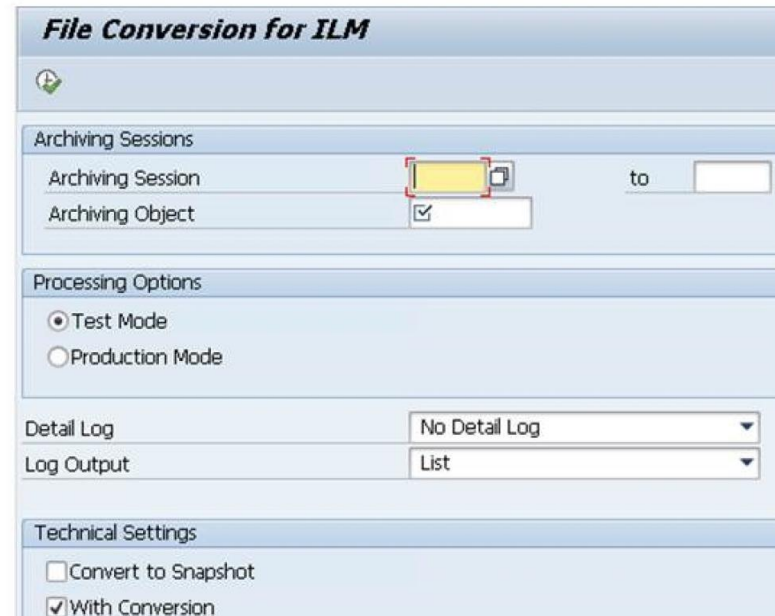 File Conversion for ILM
Archiving Sessions
Archiving Session to
Archiving Object
Processing Options
Test Mode
Production Mode
Detail Log No Detail Log
Log Output List
Technical Settings
Convert to Snapshot
With Conversion